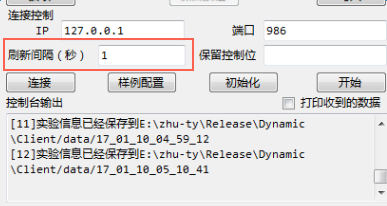 连接控制
IP 127.0.0.1 端口 986
刷新间隔（秒） 1 保留控制位
连接 样例配置 初始化 开始
控制台输出 打印收到的数据
[11]实验信息已经保存到E:\zhu-ty\Release\Dynamic
\Client/data/17_01_10_04_59_12
[12]实验信息已经保存到E:\zhu-ty\Release\Dynamic
\Client/data/17_01_10_05_10_41